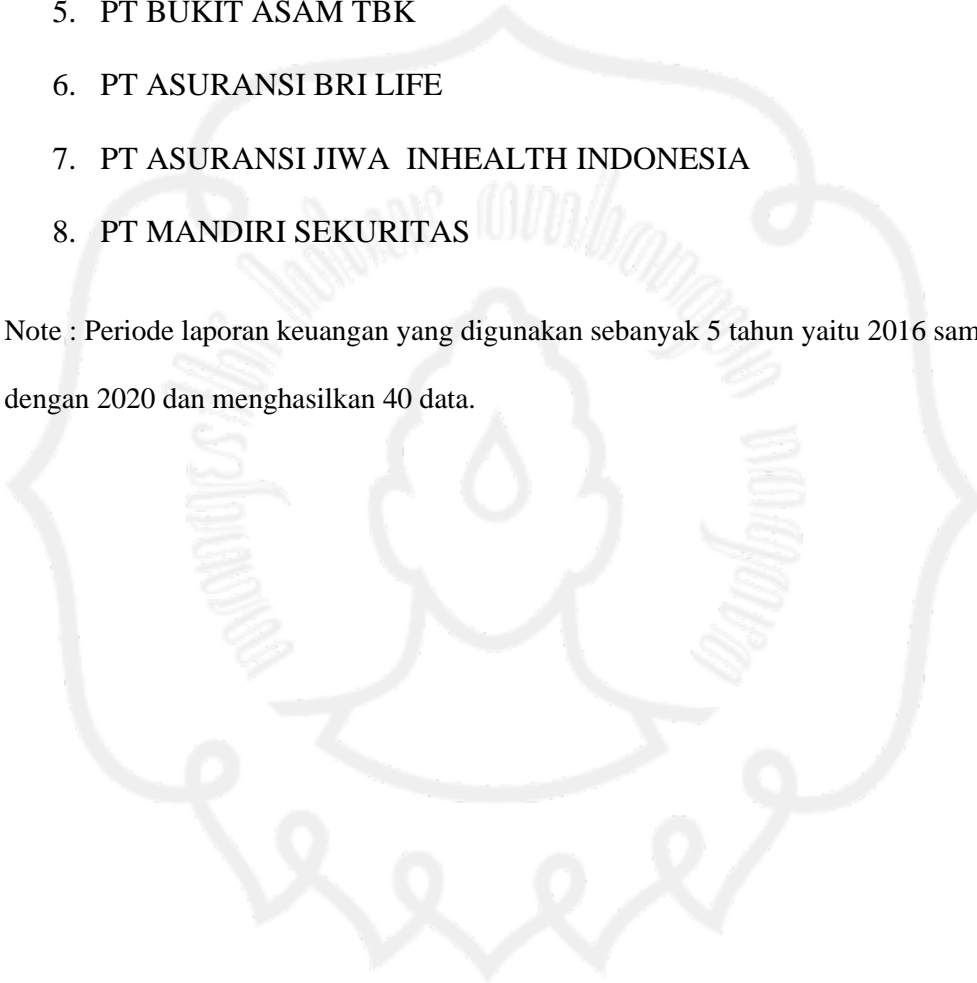 5. PT BUKIT ASAM TBK
6. PT ASURANSI BRI LIFE
7. PT ASURANSI JIWA INHEALTH INDONESIA
8. PT MANDIRI SEKURITAS
Note : Periode laporan keuangan yang digunakan sebanyak 5 tahun yaitu 2016 sam
dengan 2020 dan menghasilkan 40 data.